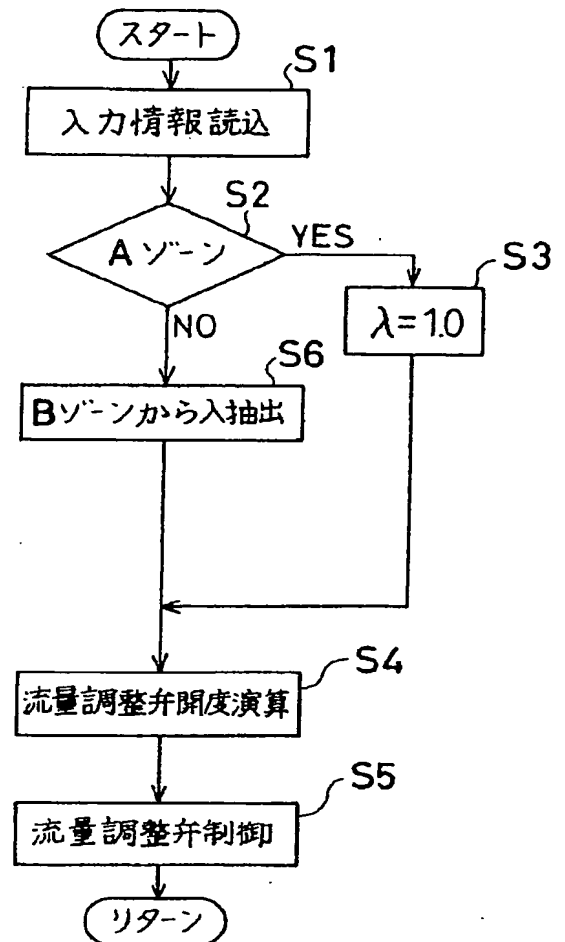 スタート
S1
入力情報読込
S2
Aゾーン
YES
S3
λ=1.0
NO
S6
Bゾーンから入抽出
S4
流量調整弁開度演算
S5
流量調整弁制御
リターン